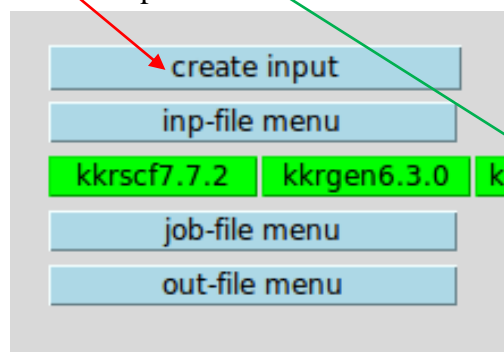 create input
inp-file menu
kkrscf7.7.2 kkrgen6.3.0 k
job-file menu
out-file menu